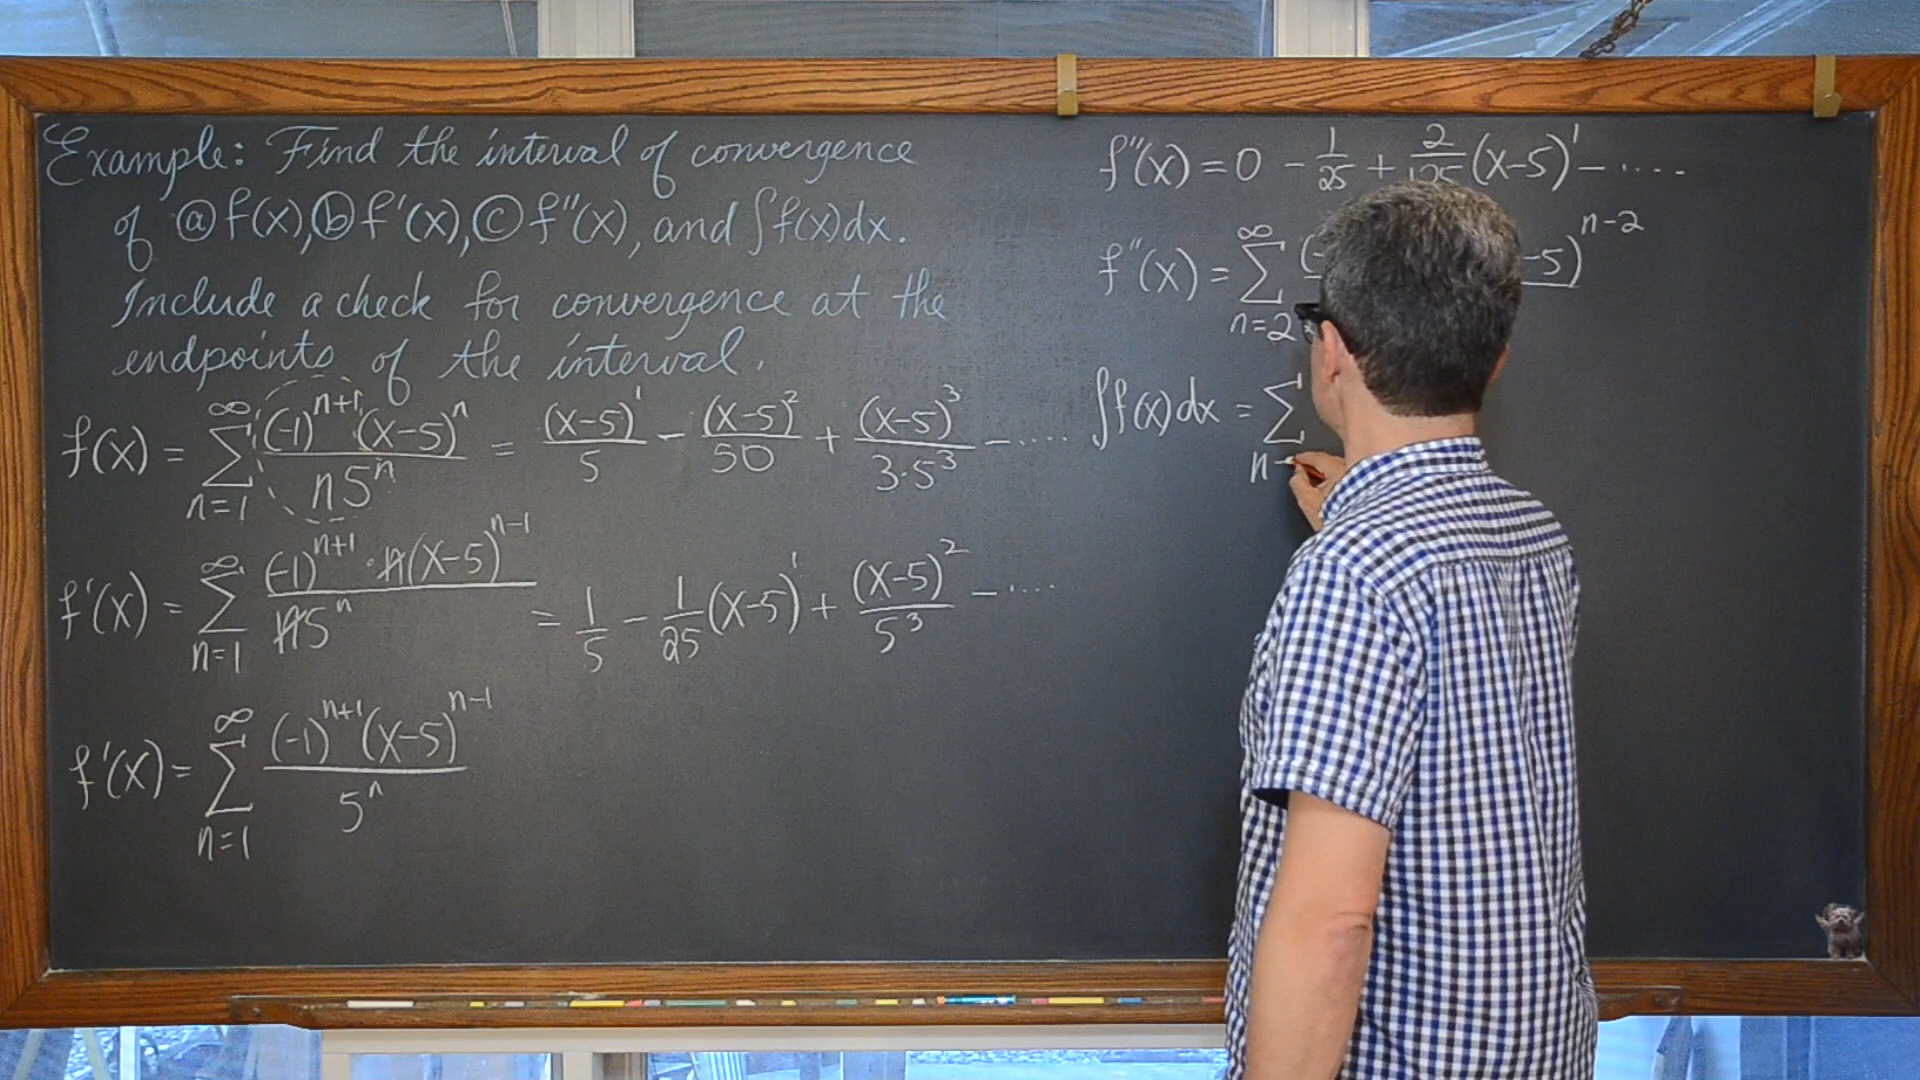 Example: Find the interval of convergence
of ⓐ f(x), ⓑ f'(x), ⓒ f''(x), and ∫f(x)dx.
Include a check for convergence at the
endpoints of the interval.
f(x) = ∑_{n=1}^{∞} (-1)^{n+1}·(x-5)^n / n5^n = (x-5)^1/5 - (x-5)^2/50 + (x-5)^3/3·5^3 - ....
f'(x) = ∑_{n=1}^{∞} (-1)^{n+1}·n(x-5)^{n-1} / n5^n = 1/5 - 1/25 (x-5)^1 + (x-5)^2/5^3 - ....
f'(x) = ∑_{n=1}^{∞} (-1)^{n+1}(x-5)^{n-1} / 5^n
f''(x) = 0 - 1/25 + 2/125 (x-5)^1 - ....
f''(x) = ∑_{n=2}^{∞} (- -5)^{n-2}
∫f(x)dx = ∑ n